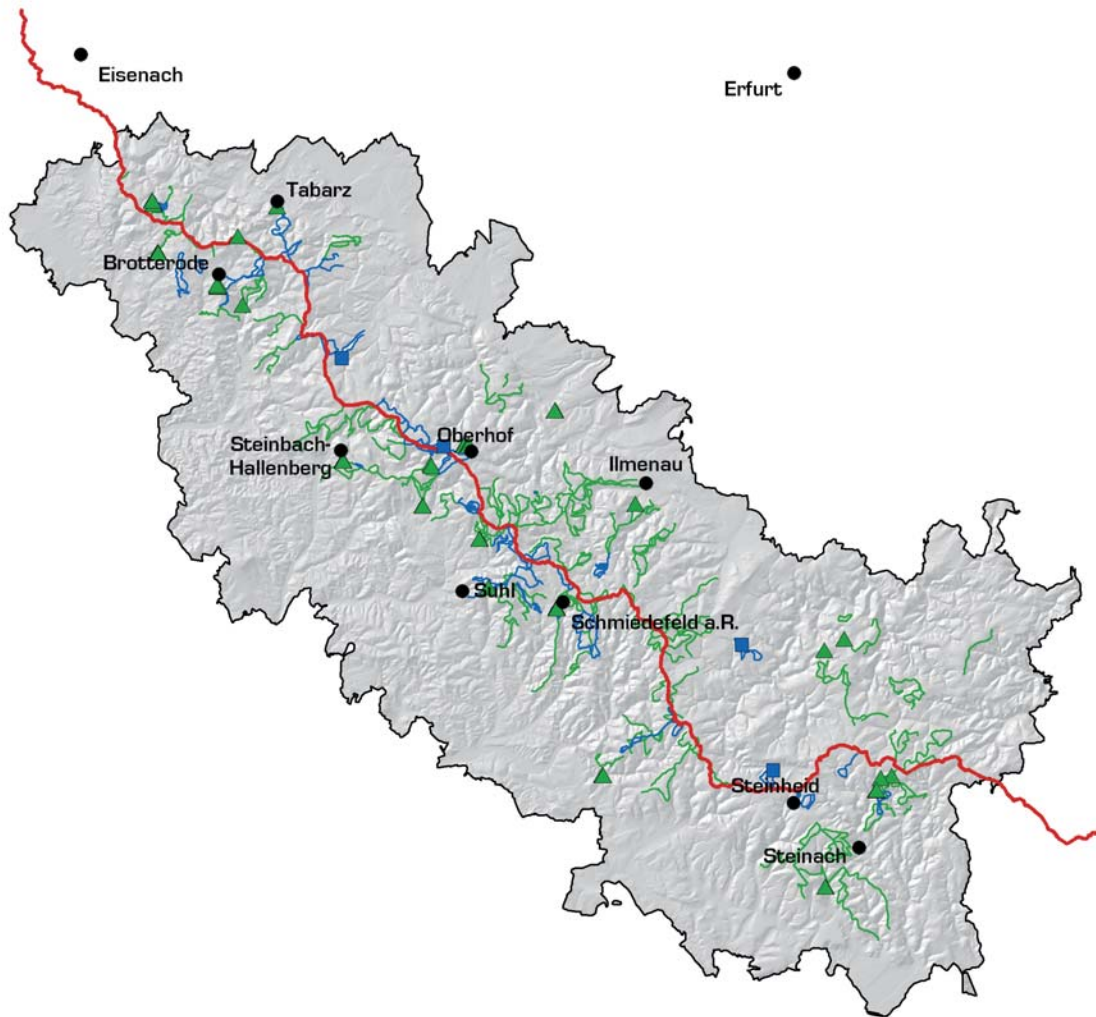 Eisenach
Erfurt
Tabarz
Brotterode
Oberhof
Steinbach-
Hallenberg
Ilmenau
Suhl
Schmiedefeld a.R.
Steinheid
Steinach